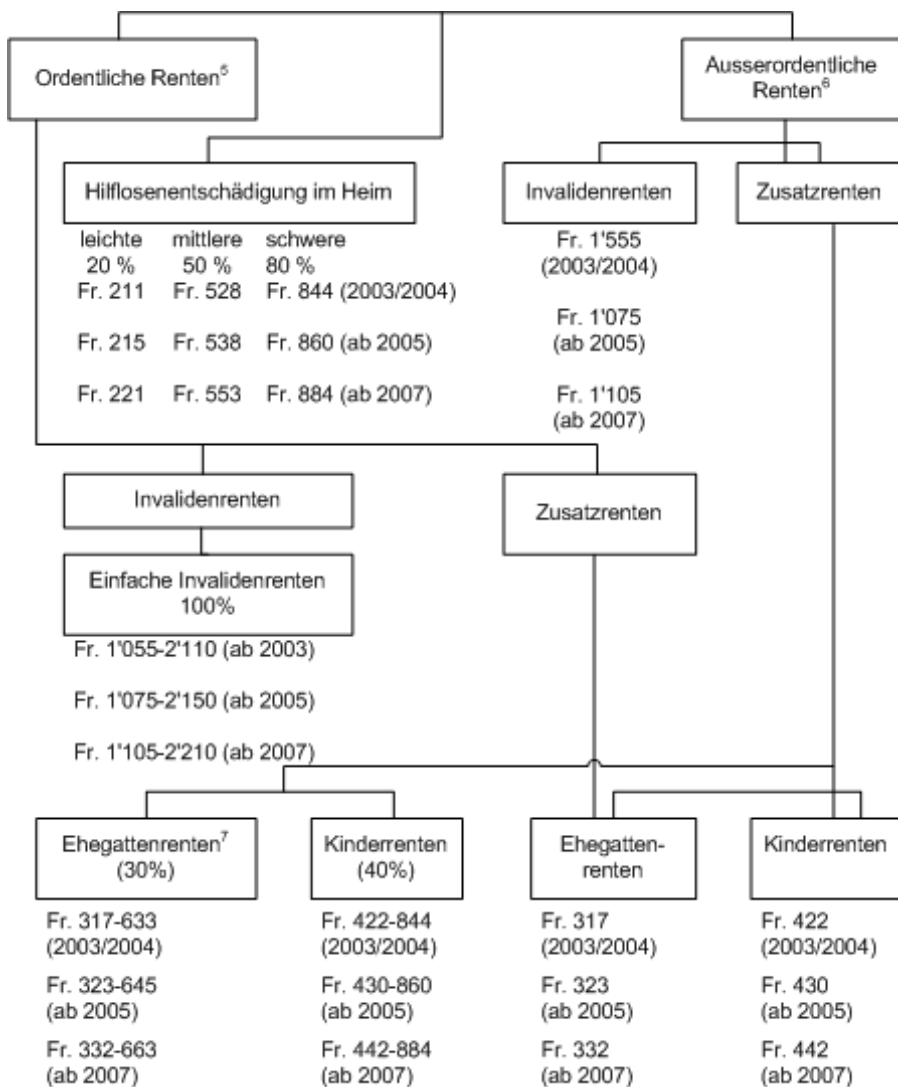 Ordentliche Renten⁵
Ausserordentliche
Renten⁶
Hilflosenentschädigung im Heim
leichte mittlere schwere
20 % 50 % 80 %
Fr. 211 Fr. 528 Fr. 844 (2003/2004)
Fr. 215 Fr. 538 Fr. 860 (ab 2005)
Fr. 221 Fr. 553 Fr. 884 (ab 2007)
Invalidenrenten
Fr. 1'555
(2003/2004)
Fr. 1'075
(ab 2005)
Fr. 1'105
(ab 2007)
Zusatzrenten
Invalidenrenten
Einfache Invalidenrenten
100%
Fr. 1'055-2'110 (ab 2003)
Fr. 1'075-2'150 (ab 2005)
Fr. 1'105-2'210 (ab 2007)
Zusatzrenten
Ehegattenrenten⁷
(30%)
Fr. 317-633
(2003/2004)
Fr. 323-645
(ab 2005)
Fr. 332-663
(ab 2007)
Kinderrenten
(40%)
Fr. 422-844
(2003/2004)
Fr. 430-860
(ab 2005)
Fr. 442-884
(ab 2007)
Ehegatten-
renten
Fr. 317
(2003/2004)
Fr. 323
(ab 2005)
Fr. 332
(ab 2007)
Kinderrenten
Fr. 422
(2003/2004)
Fr. 430
(ab 2005)
Fr. 442
(ab 2007)